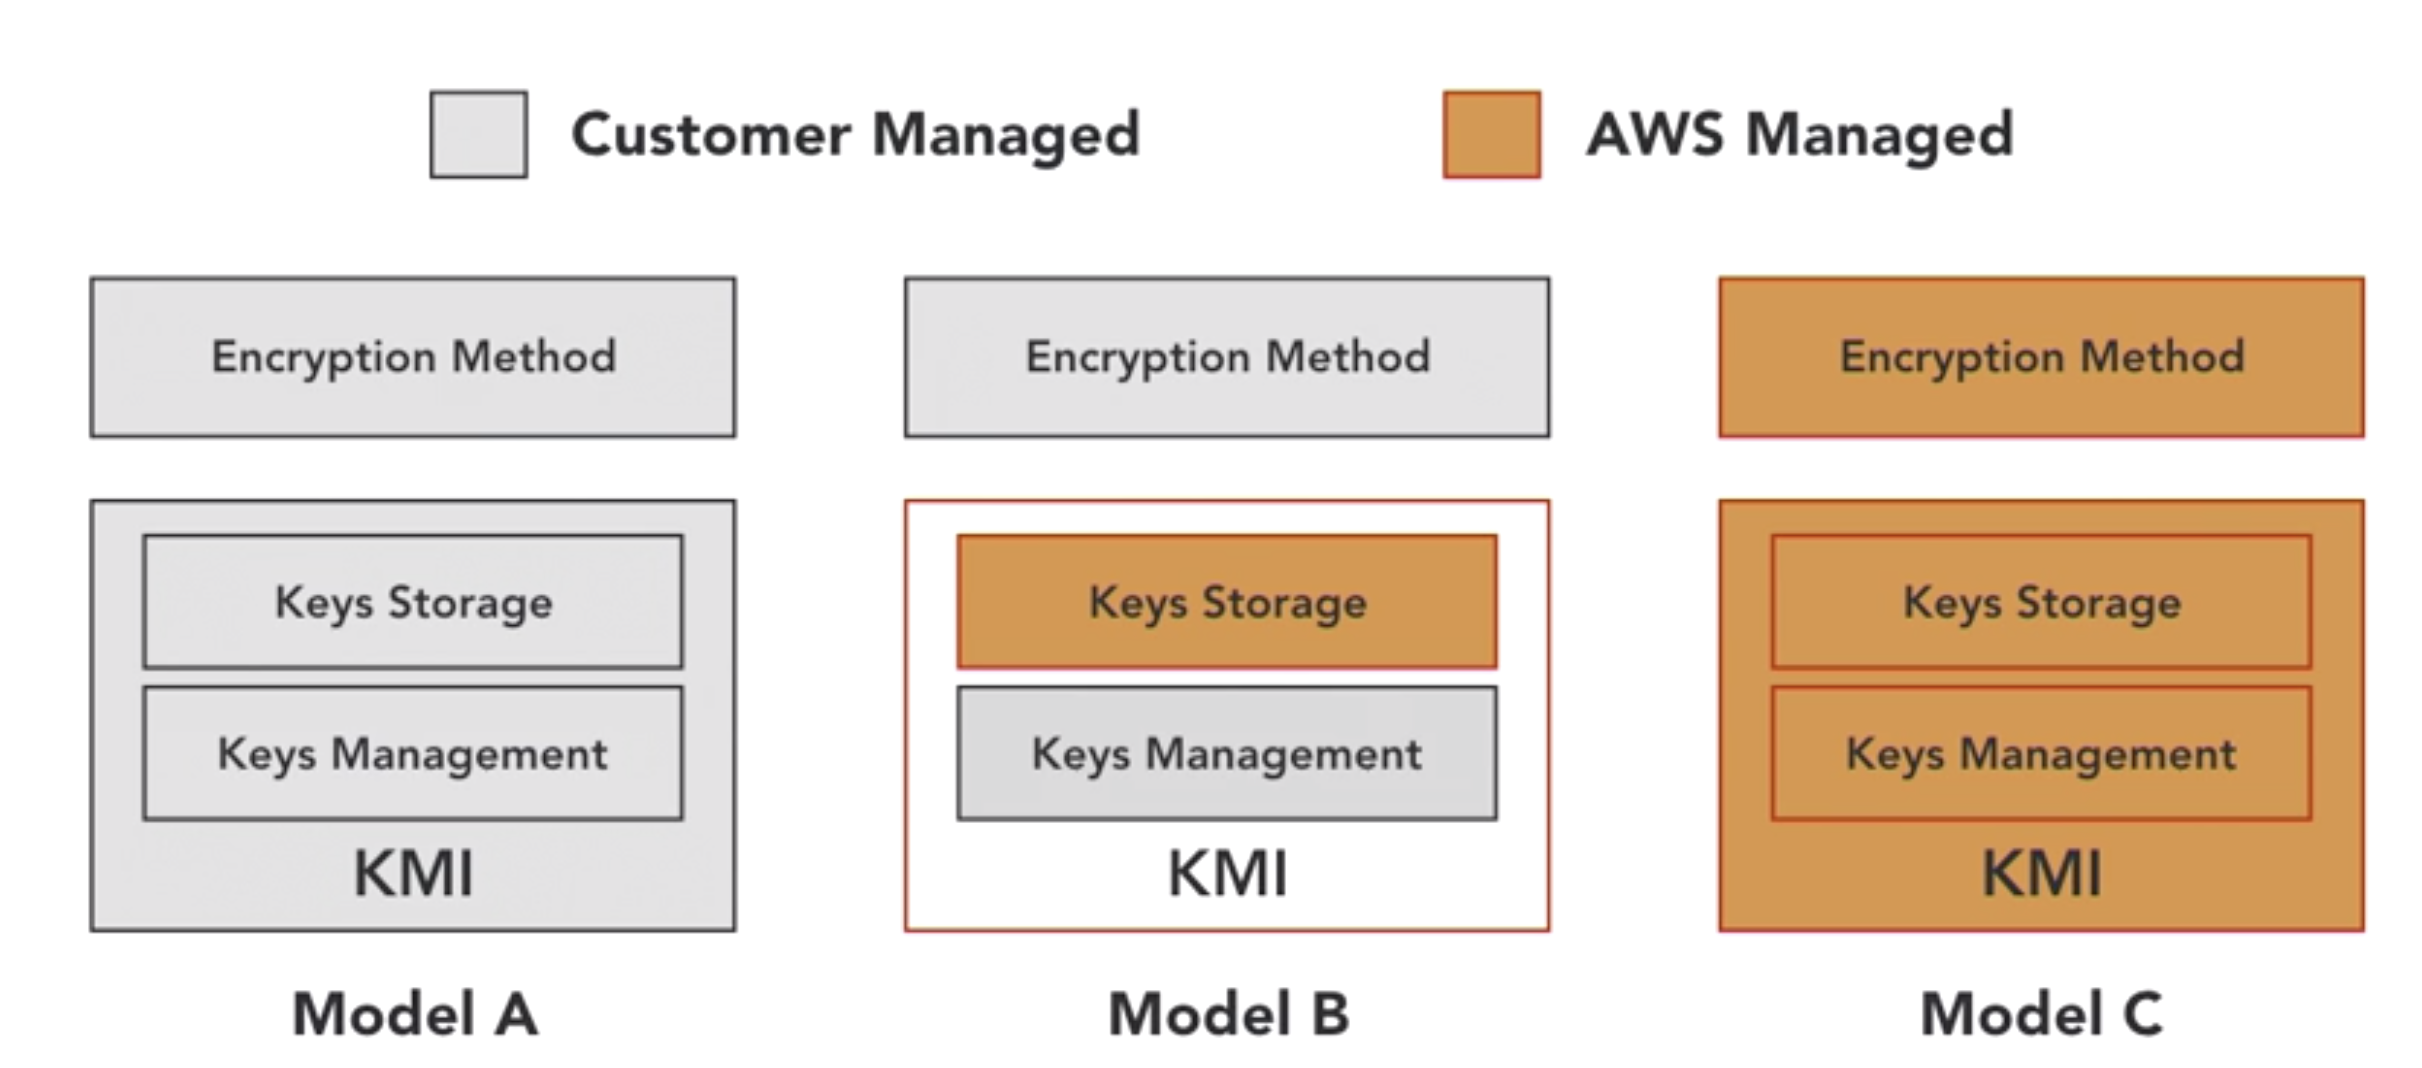 Customer Managed
AWS Managed
Encryption Method
Encryption Method
Encryption Method
Keys Storage
Keys Management
KMI
Keys Storage
Keys Management
KMI
Keys Storage
Keys Management
KMI
Model A
Model B
Model C